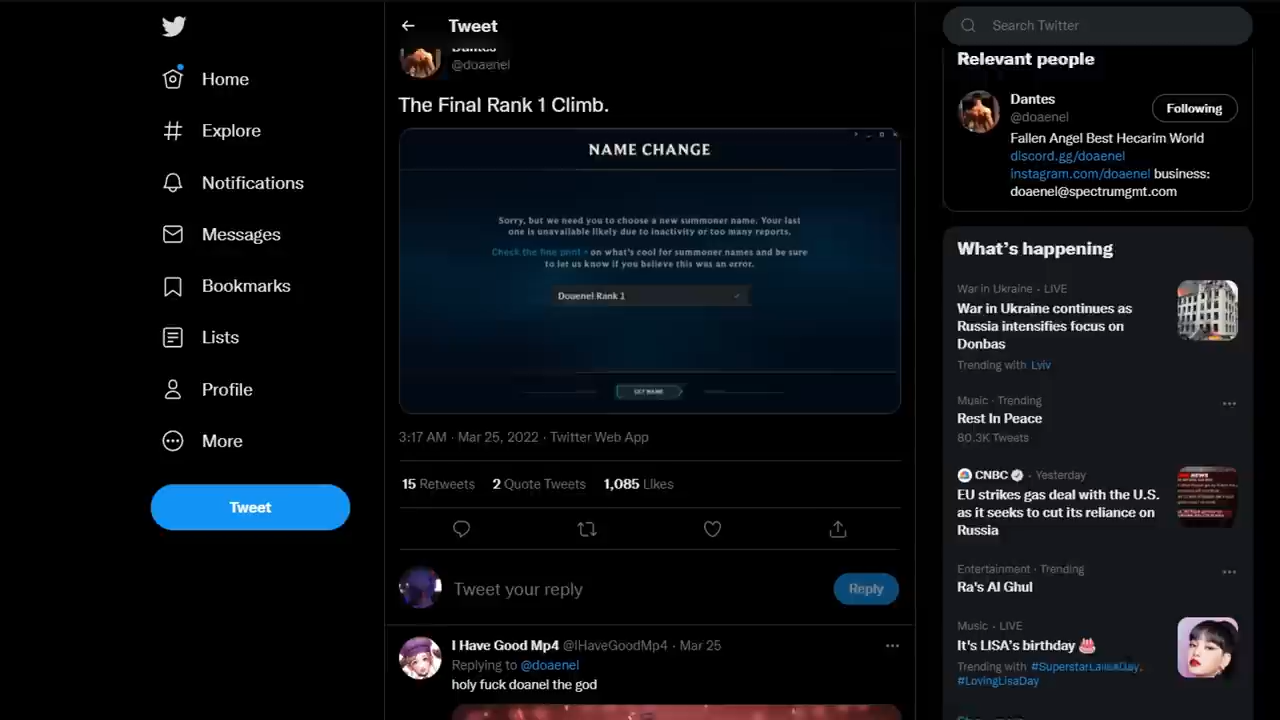 Home
Explore
Notifications
Messages
Bookmarks
Lists
Profile
More
Tweet
Tweet
Dantes
@doaenel
The Final Rank 1 Climb.
NAME CHANGE
Sorry, but we need you to choose a new summoner name. Your last
one is unavailable likely due to inactivity or too many reports.
Check the fine print on what's cool for summoner names and be sure
to let us know if you believe this was an error.
Douenel Rank 1
SET NAME
3:17 AM · Mar 25, 2022 · Twitter Web App
15 Retweets 2 Quote Tweets 1,085 Likes
Tweet your reply
Reply
I Have Good Mp4 @IHaveGoodMp4 · Mar 25
Replying to @doaenel
holy fuck doanel the god
Search Twitter
Relevant people
Dantes
@doaenel
Following
Fallen Angel Best Hecarim World
discord.gg/doaenel
instagram.com/doaenel business:
doaenel@spectrumgmt.com
What's happening
War in Ukraine · LIVE
War in Ukraine continues as
Russia intensifies focus on
Donbas
Trending with Lyiv
Music · Trending
Rest In Peace
80.3K Tweets
CNBC · Yesterday
EU strikes gas deal with the U.S.
as it seeks to cut its reliance on
Russia
NEWS
Entertainment · Trending
Ra's Al Ghul
Music · LIVE
It's LISA's birthday 🎂
Trending with #SuperstarLalisaDay,
#LovingLisaDay